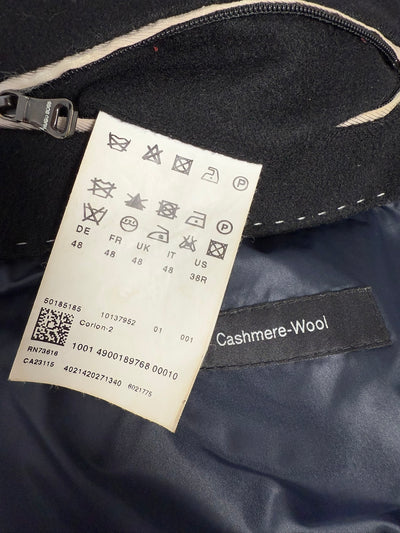 DE FR UK IT US
48 48 48 48 38R
50185185
10137952 01 001
Corlon-2
1001 4900189768 00010
RN73616
CA23115 4021420271340 6021775
Cashmere-Wool